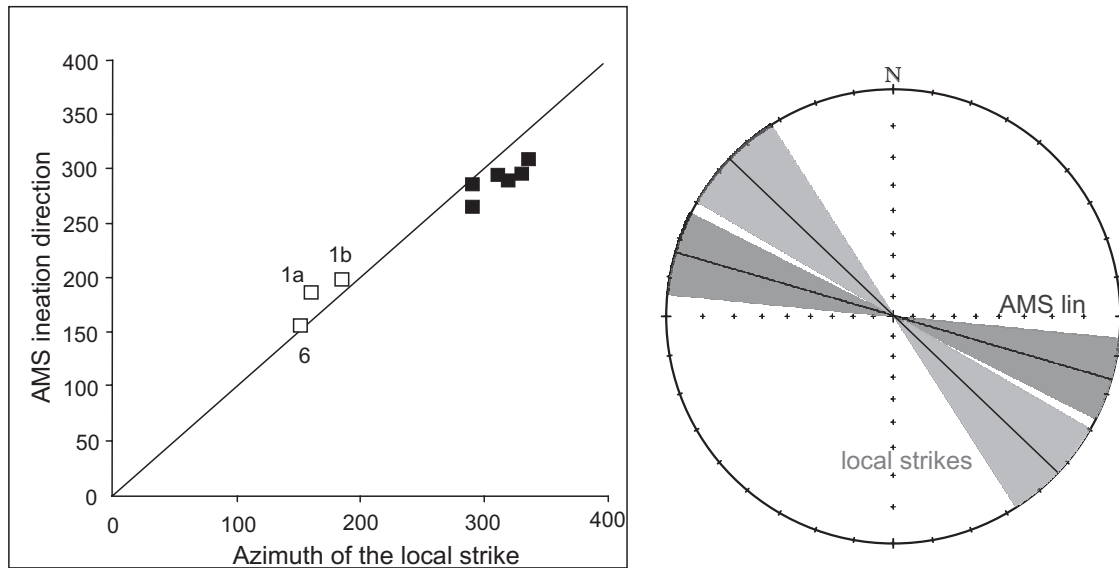 400
350
300
250
200
150
100
50
0
AMS ineation direction
1a
1b
6
0
100
200
300
400
Azimuth of the local strike
N
AMS lin
local strikes